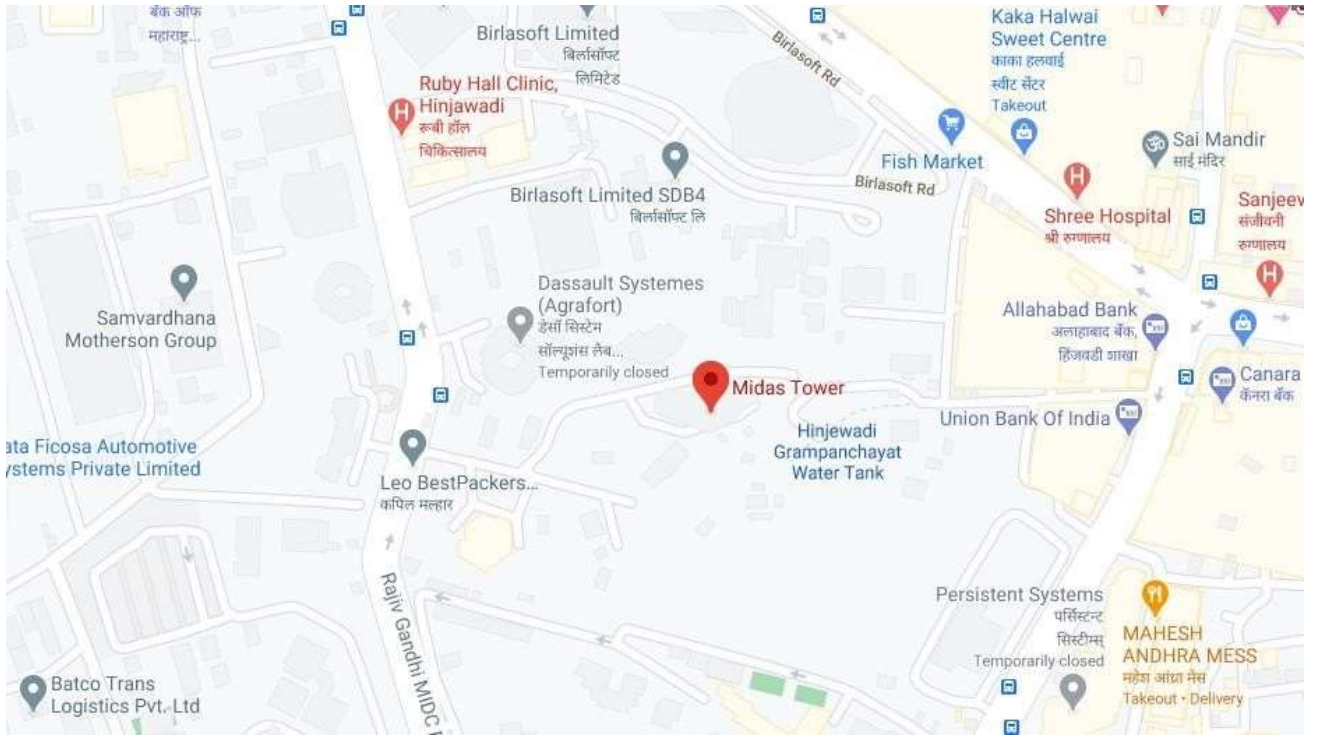 बँक ऑफ
महाराष्ट्र...
Birlasoft Limited
बिर्लासॉफ्ट
लिमिटेड
Birlasoft Rd
Kaka Halwai
Sweet Centre
काका हलवाई
स्वीट सेंटर
Takeout
Ruby Hall Clinic,
Hinjawadi
रूबी हॉल
चिकित्सालय
Fish Market
Sai Mandir
साई मंदिर
Birlasoft Limited SDB4
बिर्लासॉफ्ट लि
Birlasoft Rd
Shree Hospital
श्री रुग्णालय
Sanjeev
संजीवनी
रुग्णालय
Samvardhana
Motherson Group
Dassault Systemes
(Agrafort)
डेसॉ सिस्टेम
सॉल्यूशंस लॅब...
Temporarily closed
Allahabad Bank
अलाहाबाद बँक,
हिंजवडी शाखा
Midas Tower
Canara
कॅनरा बँक
Union Bank Of India
Hinjewadi
Grampanchayat
Water Tank
ata Ficosa Automotive
ystems Private Limited
Leo BestPackers...
कपिल मल्हार
Rajiv Gandhi MIDC
Persistent Systems
पर्सिस्टन्ट
सिस्टीम्स्
Temporarily closed
MAHESH
ANDHRA MESS
महेश आंध्रा मेस
Takeout • Delivery
Batco Trans
Logistics Pvt. Ltd